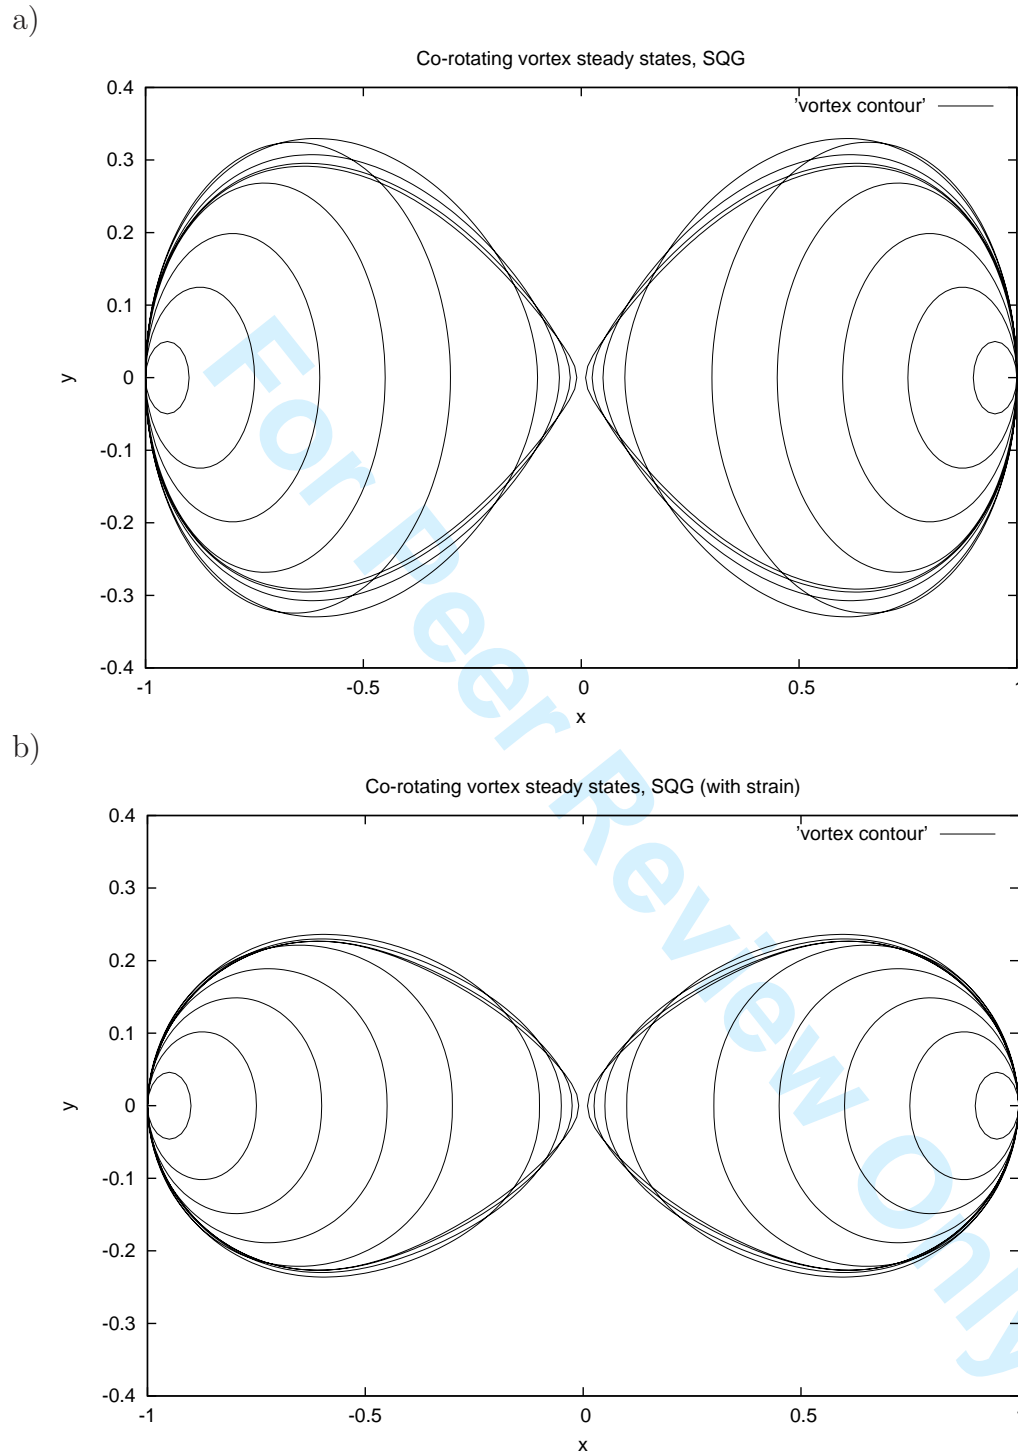 a)
Co-rotating vortex steady states, SQG
'vortex contour'
0.4
0.3
0.2
0.1
0
-0.1
-0.2
-0.3
-0.4
y
-1
-0.5
0
0.5
1
x
b)
Co-rotating vortex steady states, SQG (with strain)
'vortex contour'
0.4
0.3
0.2
0.1
0
-0.1
-0.2
-0.3
-0.4
y
-1
-0.5
0
0.5
1
x
For Peer Review Only